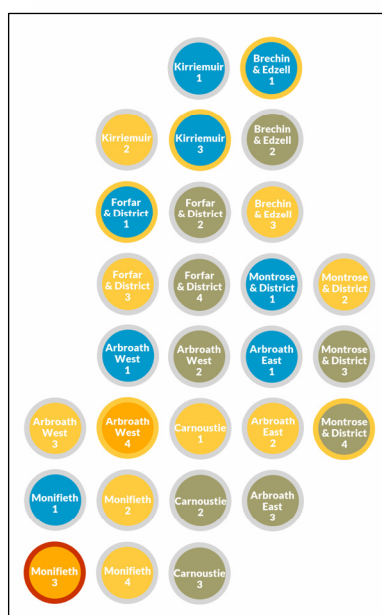 Kirriemuir
1
Brechin
& Edzell
1
Kirriemuir
2
Kirriemuir
3
Brechin
& Edzell
2
Forfar
& District
1
Forfar
& District
2
Brechin
& Edzell
3
Forfar
& District
3
Forfar
& District
4
Montrose
& District
1
Montrose
& District
2
Arbroath
West
1
Arbroath
West
2
Arbroath
East
1
Montrose
& District
3
Arbroath
West
3
Arbroath
West
4
Carnoustie
1
Arbroath
East
2
Montrose
& District
4
Monifieth
1
Monifieth
2
Carnoustie
2
Arbroath
East
3
Monifieth
3
Monifieth
4
Carnoustie
3